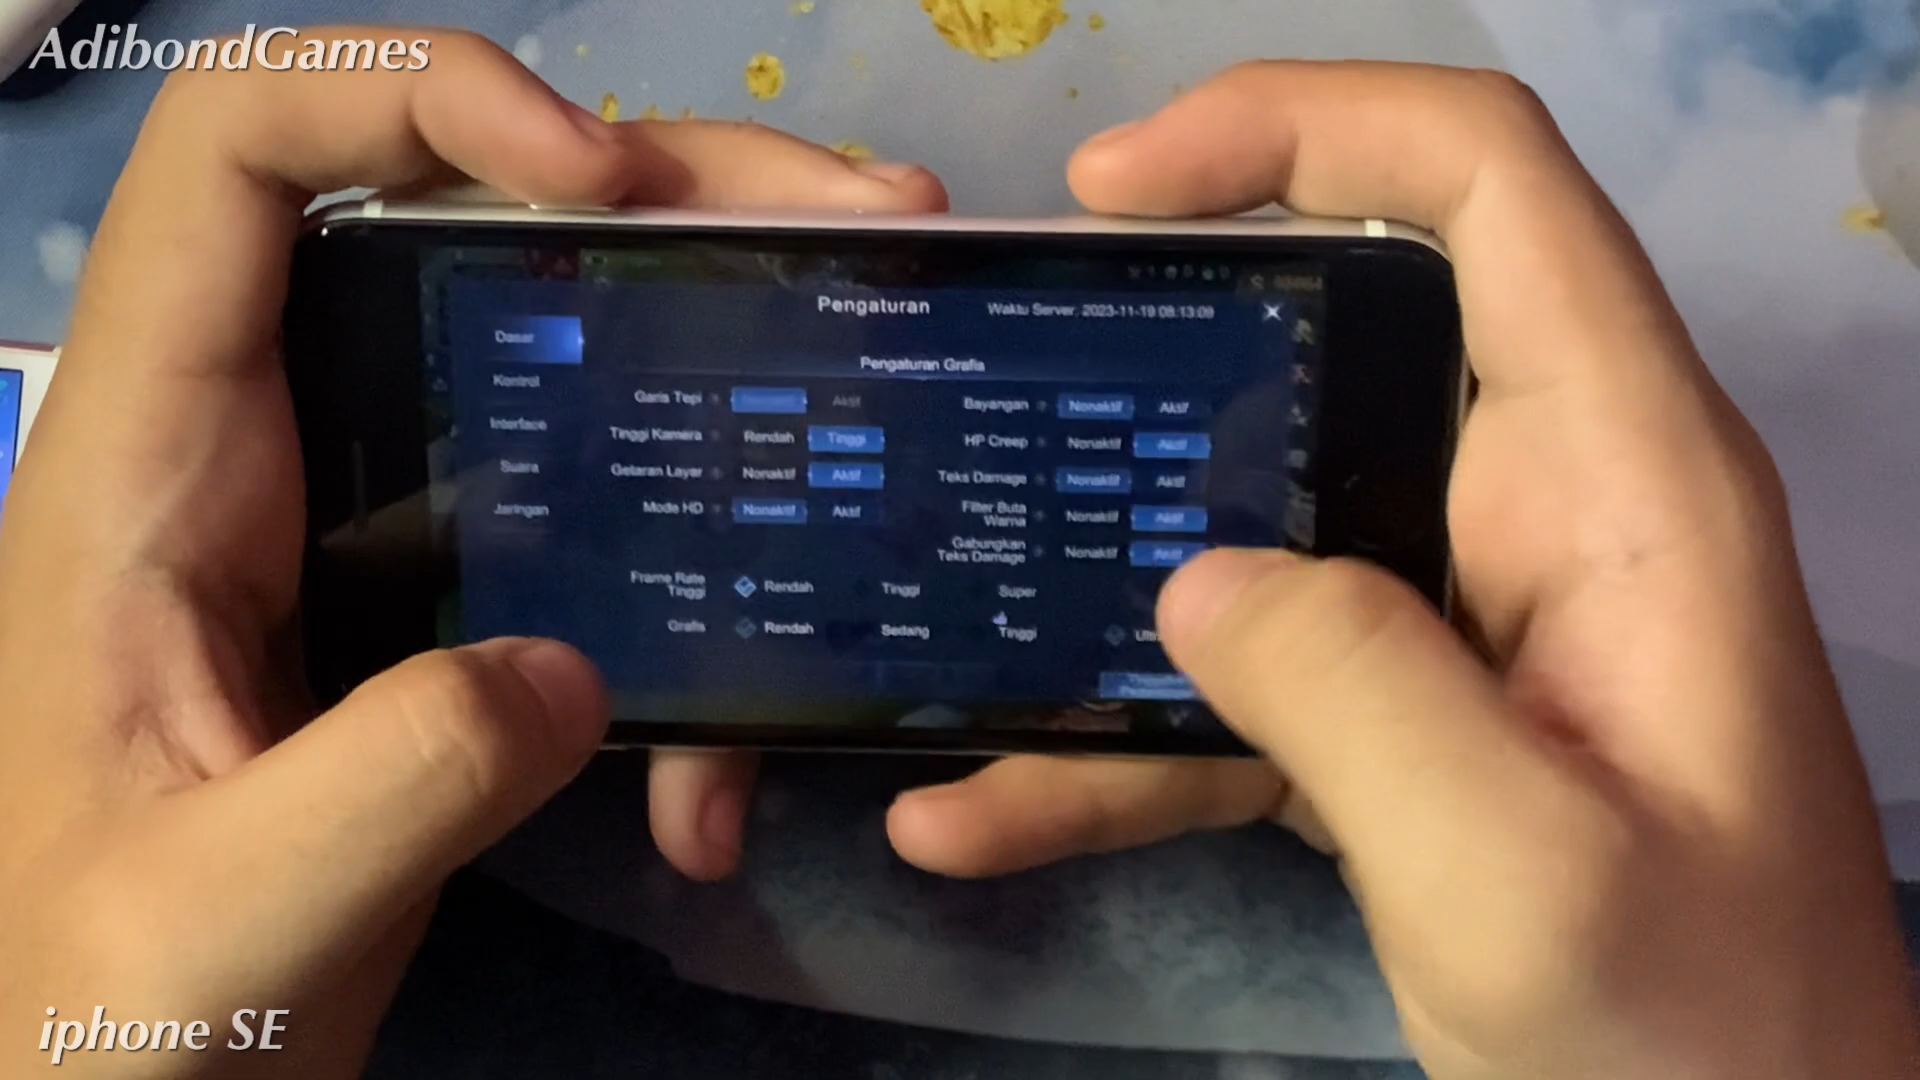 AdibondGames
Pengaturan
Waktu Server: 2023-11-19 08:13:09
Dasar
Kontrol
Interface
Suara
Jaringan
Pengaturan Grafis
Garis Tepi Aktif
Tinggi Kamera Rendah Tinggi
Getaran Layar Nonaktif Aktif
Mode HD Nonaktif Aktif
Bayangan Nonaktif Aktif
HP Creep Nonaktif Aktif
Teks Damage Nonaktif Aktif
Filter Buta
Warna Nonaktif Aktif
Gabungkan
Teks Damage Nonaktif Aktif
Frame Rate
Tinggi Rendah Tinggi Super
Grafis Rendah Sedang Tinggi
iphone SE